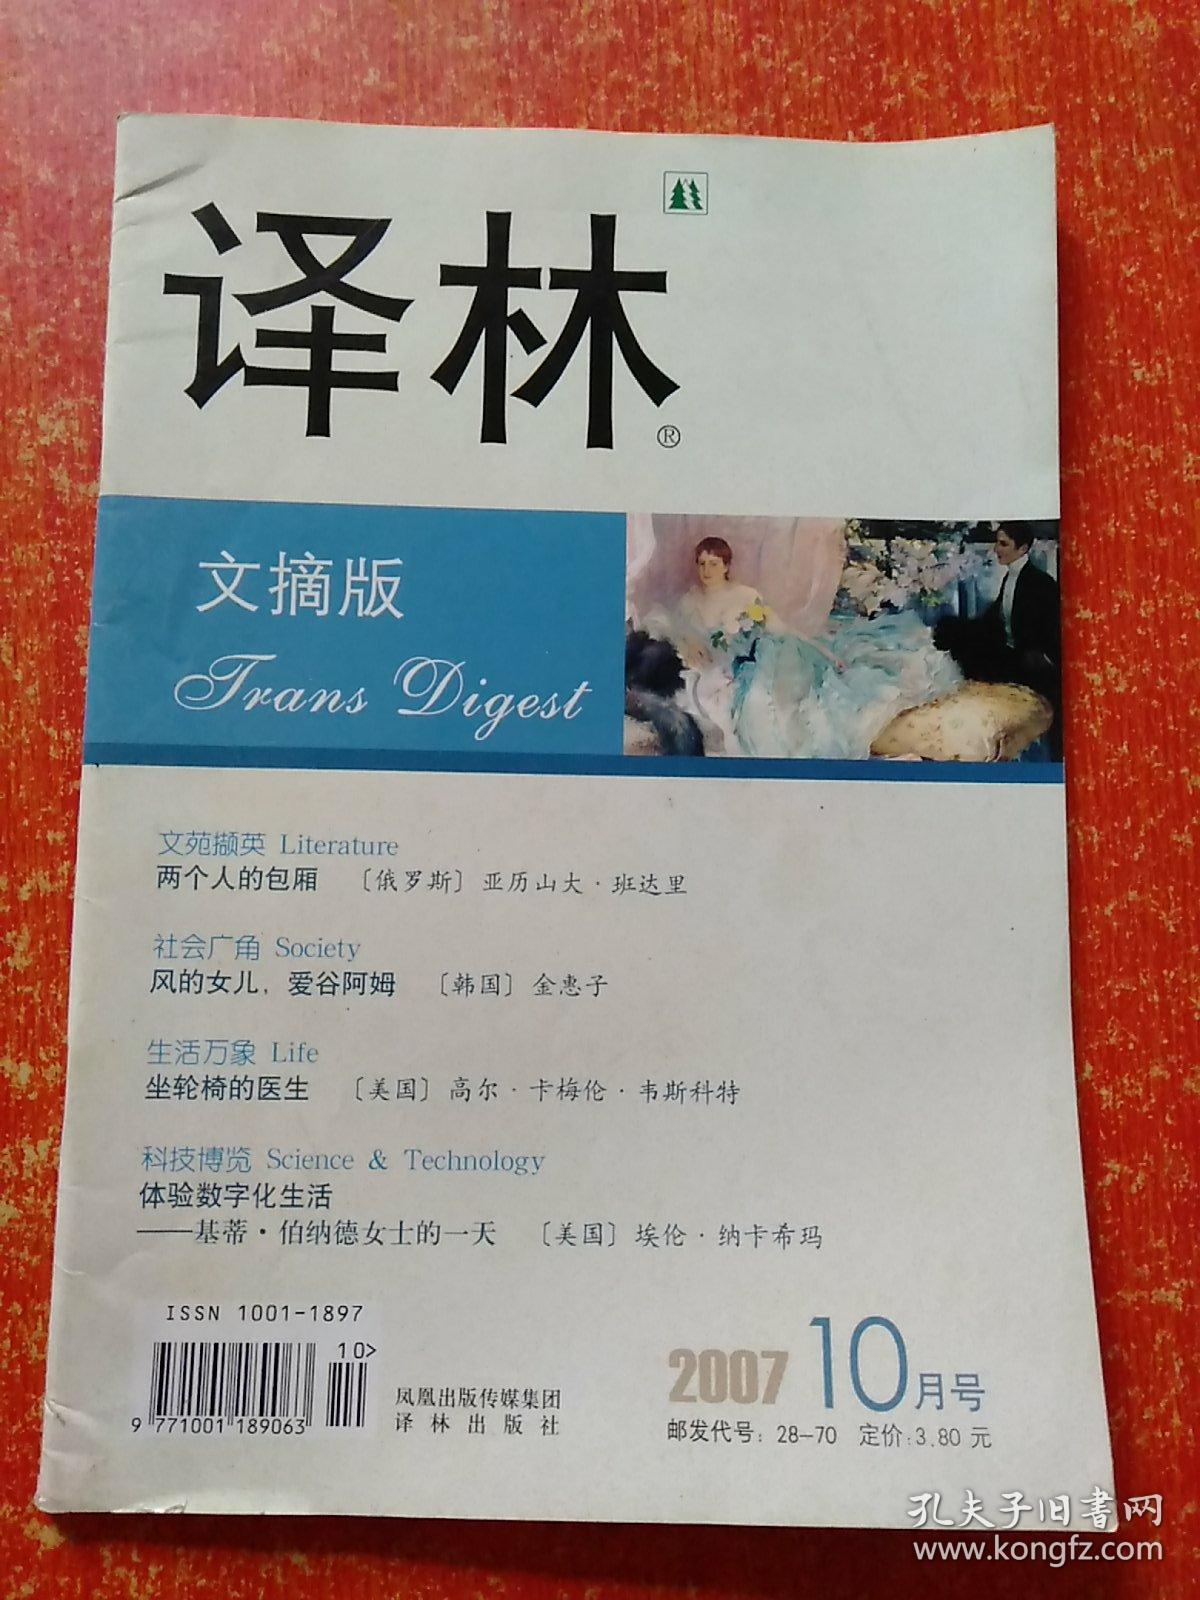 译林
®
文摘版
Trans Digest
文苑撷英 Literature
两个人的包厢 〔俄罗斯〕亚历山大·班达里
社会广角 Society
风的女儿，爱谷阿姆 〔韩国〕金惠子
生活万象 Life
坐轮椅的医生 〔美国〕高尔·卡梅伦·韦斯科特
科技博览 Science & Technology
体验数字化生活
——基蒂·伯纳德女士的一天 〔美国〕埃伦·纳卡希玛
ISSN 1001-1897
10>
9 771001 189063
凤凰出版传媒集团
译林出版社
2007 10月号
邮发代号：28-70 定价:3.80 元
孔夫子旧书网
www.kongfz.com